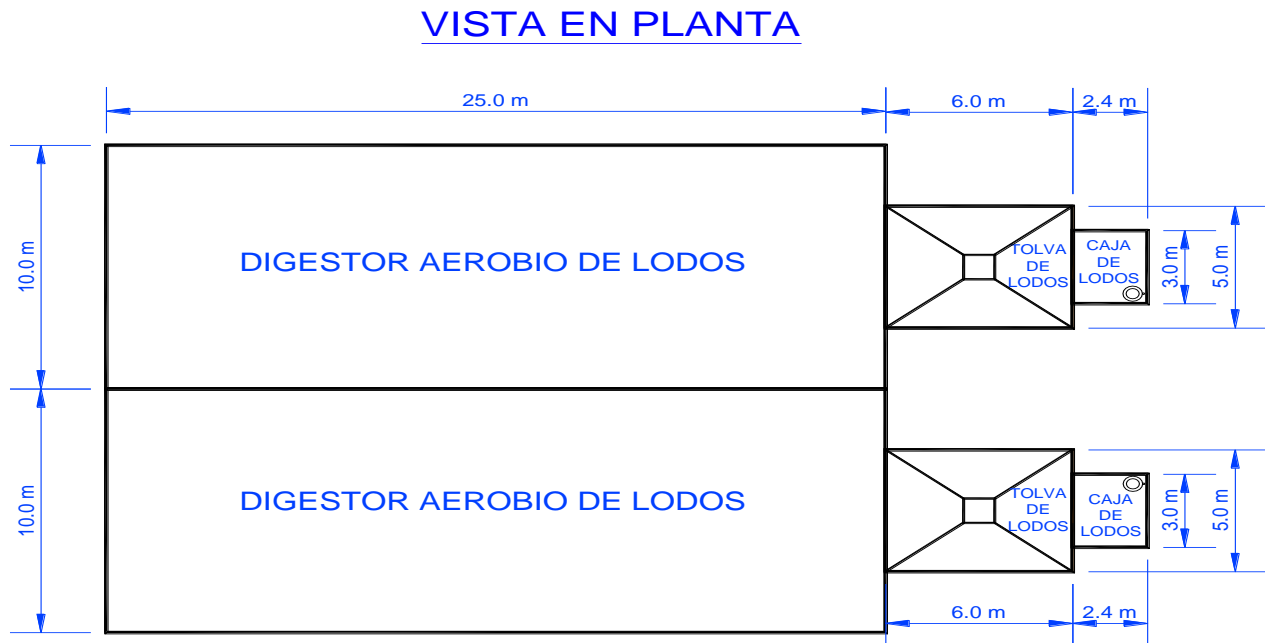 VISTA EN PLANTA
25.0 m
6.0 m
2.4 m
10.0 m
DIGESTOR AEROBIO DE LODOS
TOLVA
DE
LODOS
CAJA
DE
LODOS
3.0 m
5.0 m
10.0 m
DIGESTOR AEROBIO DE LODOS
TOLVA
DE
LODOS
CAJA
DE
LODOS
3.0 m
5.0 m
6.0 m
2.4 m